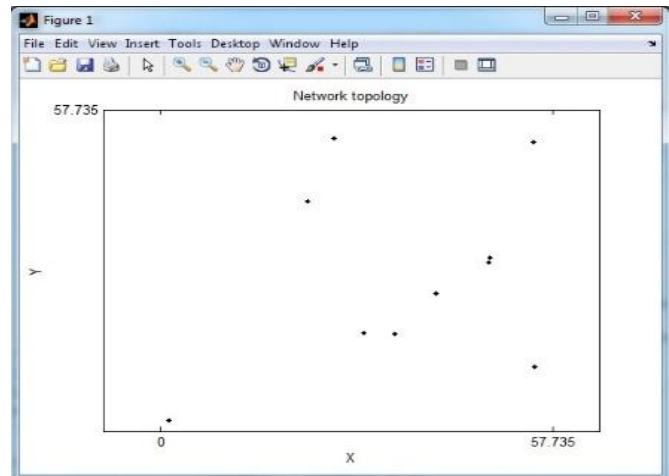 Figure 1
File Edit View Insert Tools Desktop Window Help
Network topology
57.735
Y
0
57.735
X